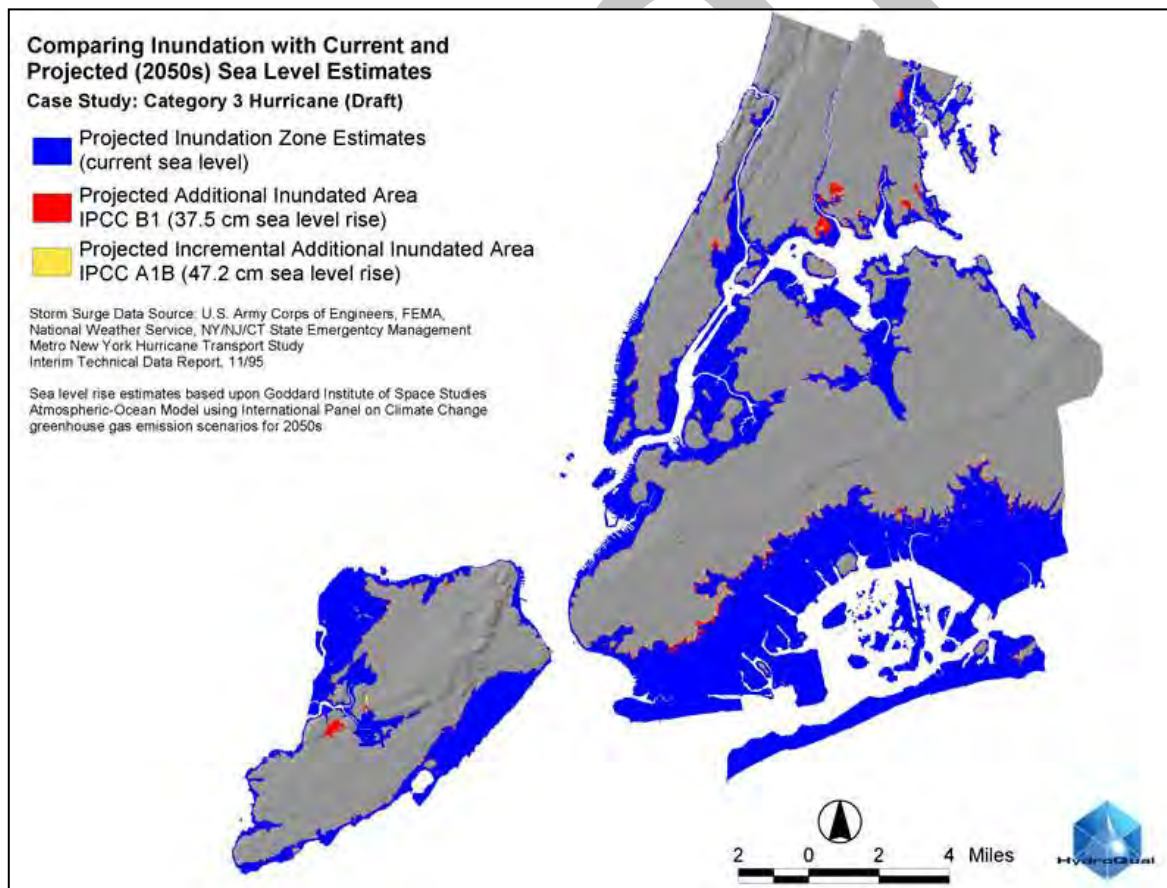 Comparing Inundation with Current and
Projected (2050s) Sea Level Estimates
Case Study: Category 3 Hurricane (Draft)
Projected Inundation Zone Estimates
(current sea level)
Projected Additional Inundated Area
IPCC B1 (37.5 cm sea level rise)
Projected Incremental Additional Inundated Area
IPCC A1B (47.2 cm sea level rise)
Storm Surge Data Source: U.S. Army Corps of Engineers, FEMA,
National Weather Service, NY/NJ/CT State Emergentcy Management
Metro New York Hurricane Transport Study
Interim Technical Data Report, 11/95
Sea level rise estimates based upon Goddard Institute of Space Studies
Atmospheric-Ocean Model using International Panel on Climate Change
greenhouse gas emission scenarios for 2050s
2 0 2 4 Miles
HydroQual